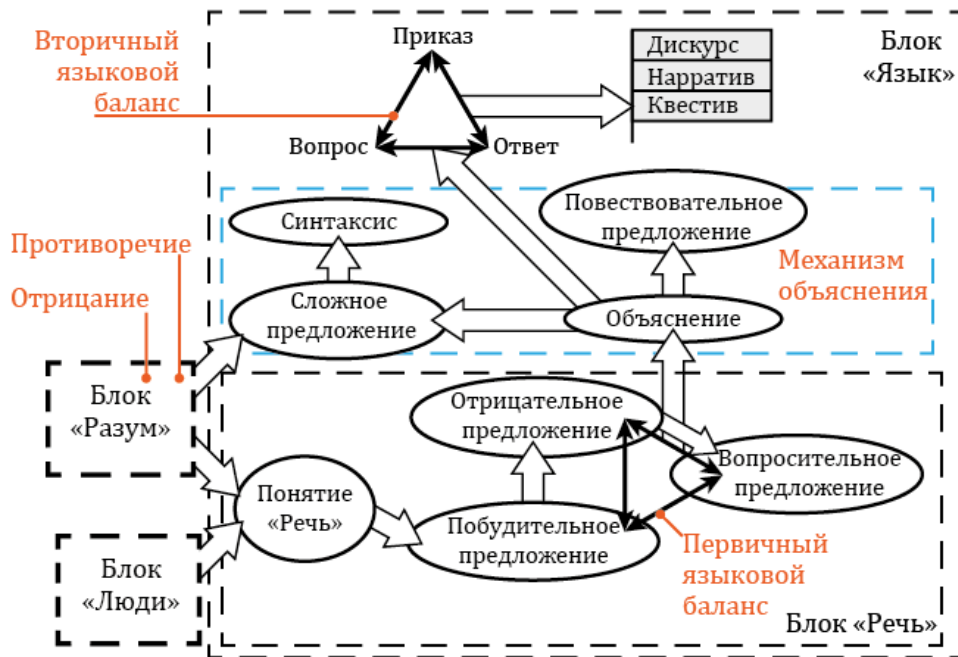 Вторичный
языковой
баланс
Приказ
Вопрос
Ответ
Дискурс
Нарратив
Квестив
Блок
«Язык»
Противоречие
Отрицание
Синтаксис
Повествовательное
предложение
Сложное
предложение
Объяснение
Механизм
объяснения
Блок
«Разум»
Блок
«Люди»
Понятие
«Речь»
Отрицательное
предложение
Вопросительное
предложение
Побудительное
предложение
Первичный
языковой
баланс
Блок «Речь»